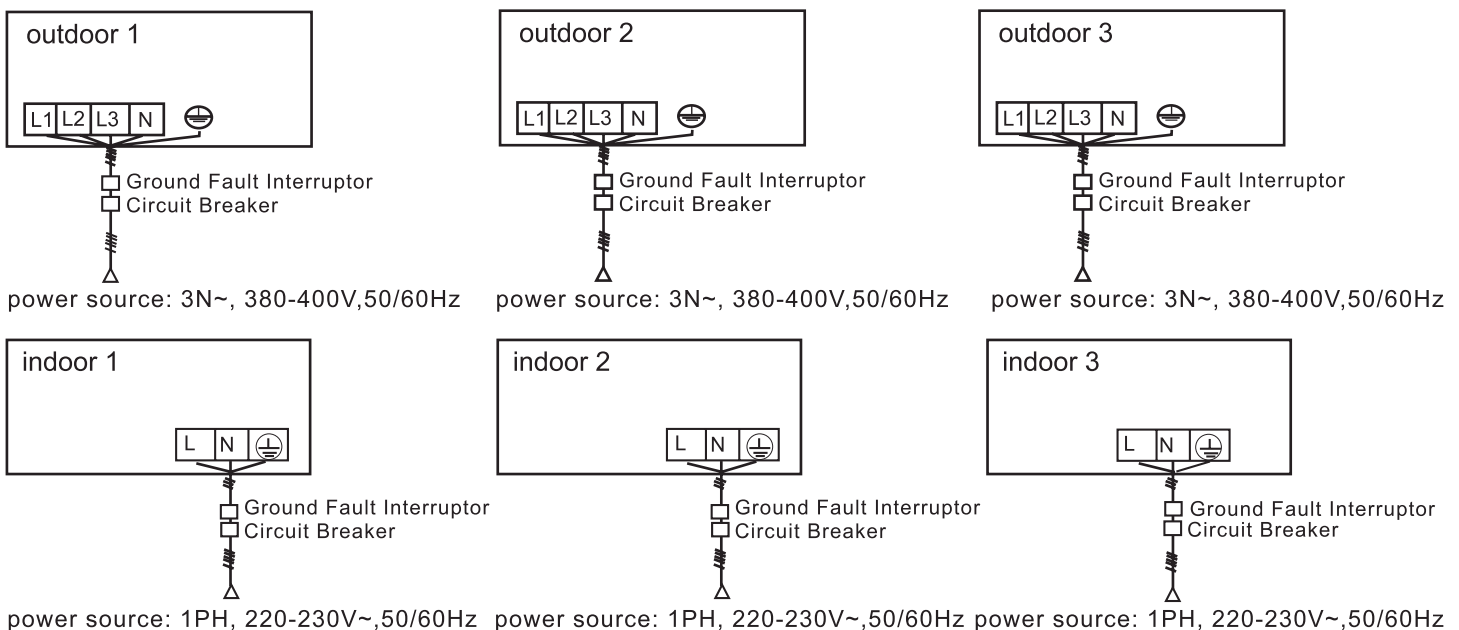 outdoor 1
L1 L2 L3 N
Ground Fault Interruptor
Circuit Breaker
power source: 3N~, 380-400V,50/60Hz
outdoor 2
L1 L2 L3 N
Ground Fault Interruptor
Circuit Breaker
power source: 3N~, 380-400V,50/60Hz
outdoor 3
L1 L2 L3 N
Ground Fault Interruptor
Circuit Breaker
power source: 3N~, 380-400V,50/60Hz
indoor 1
L N
Ground Fault Interruptor
Circuit Breaker
power source: 1PH, 220-230V~,50/60Hz
indoor 2
L N
Ground Fault Interruptor
Circuit Breaker
power source: 1PH, 220-230V~,50/60Hz
indoor 3
L N
Ground Fault Interruptor
Circuit Breaker
power source: 1PH, 220-230V~,50/60Hz